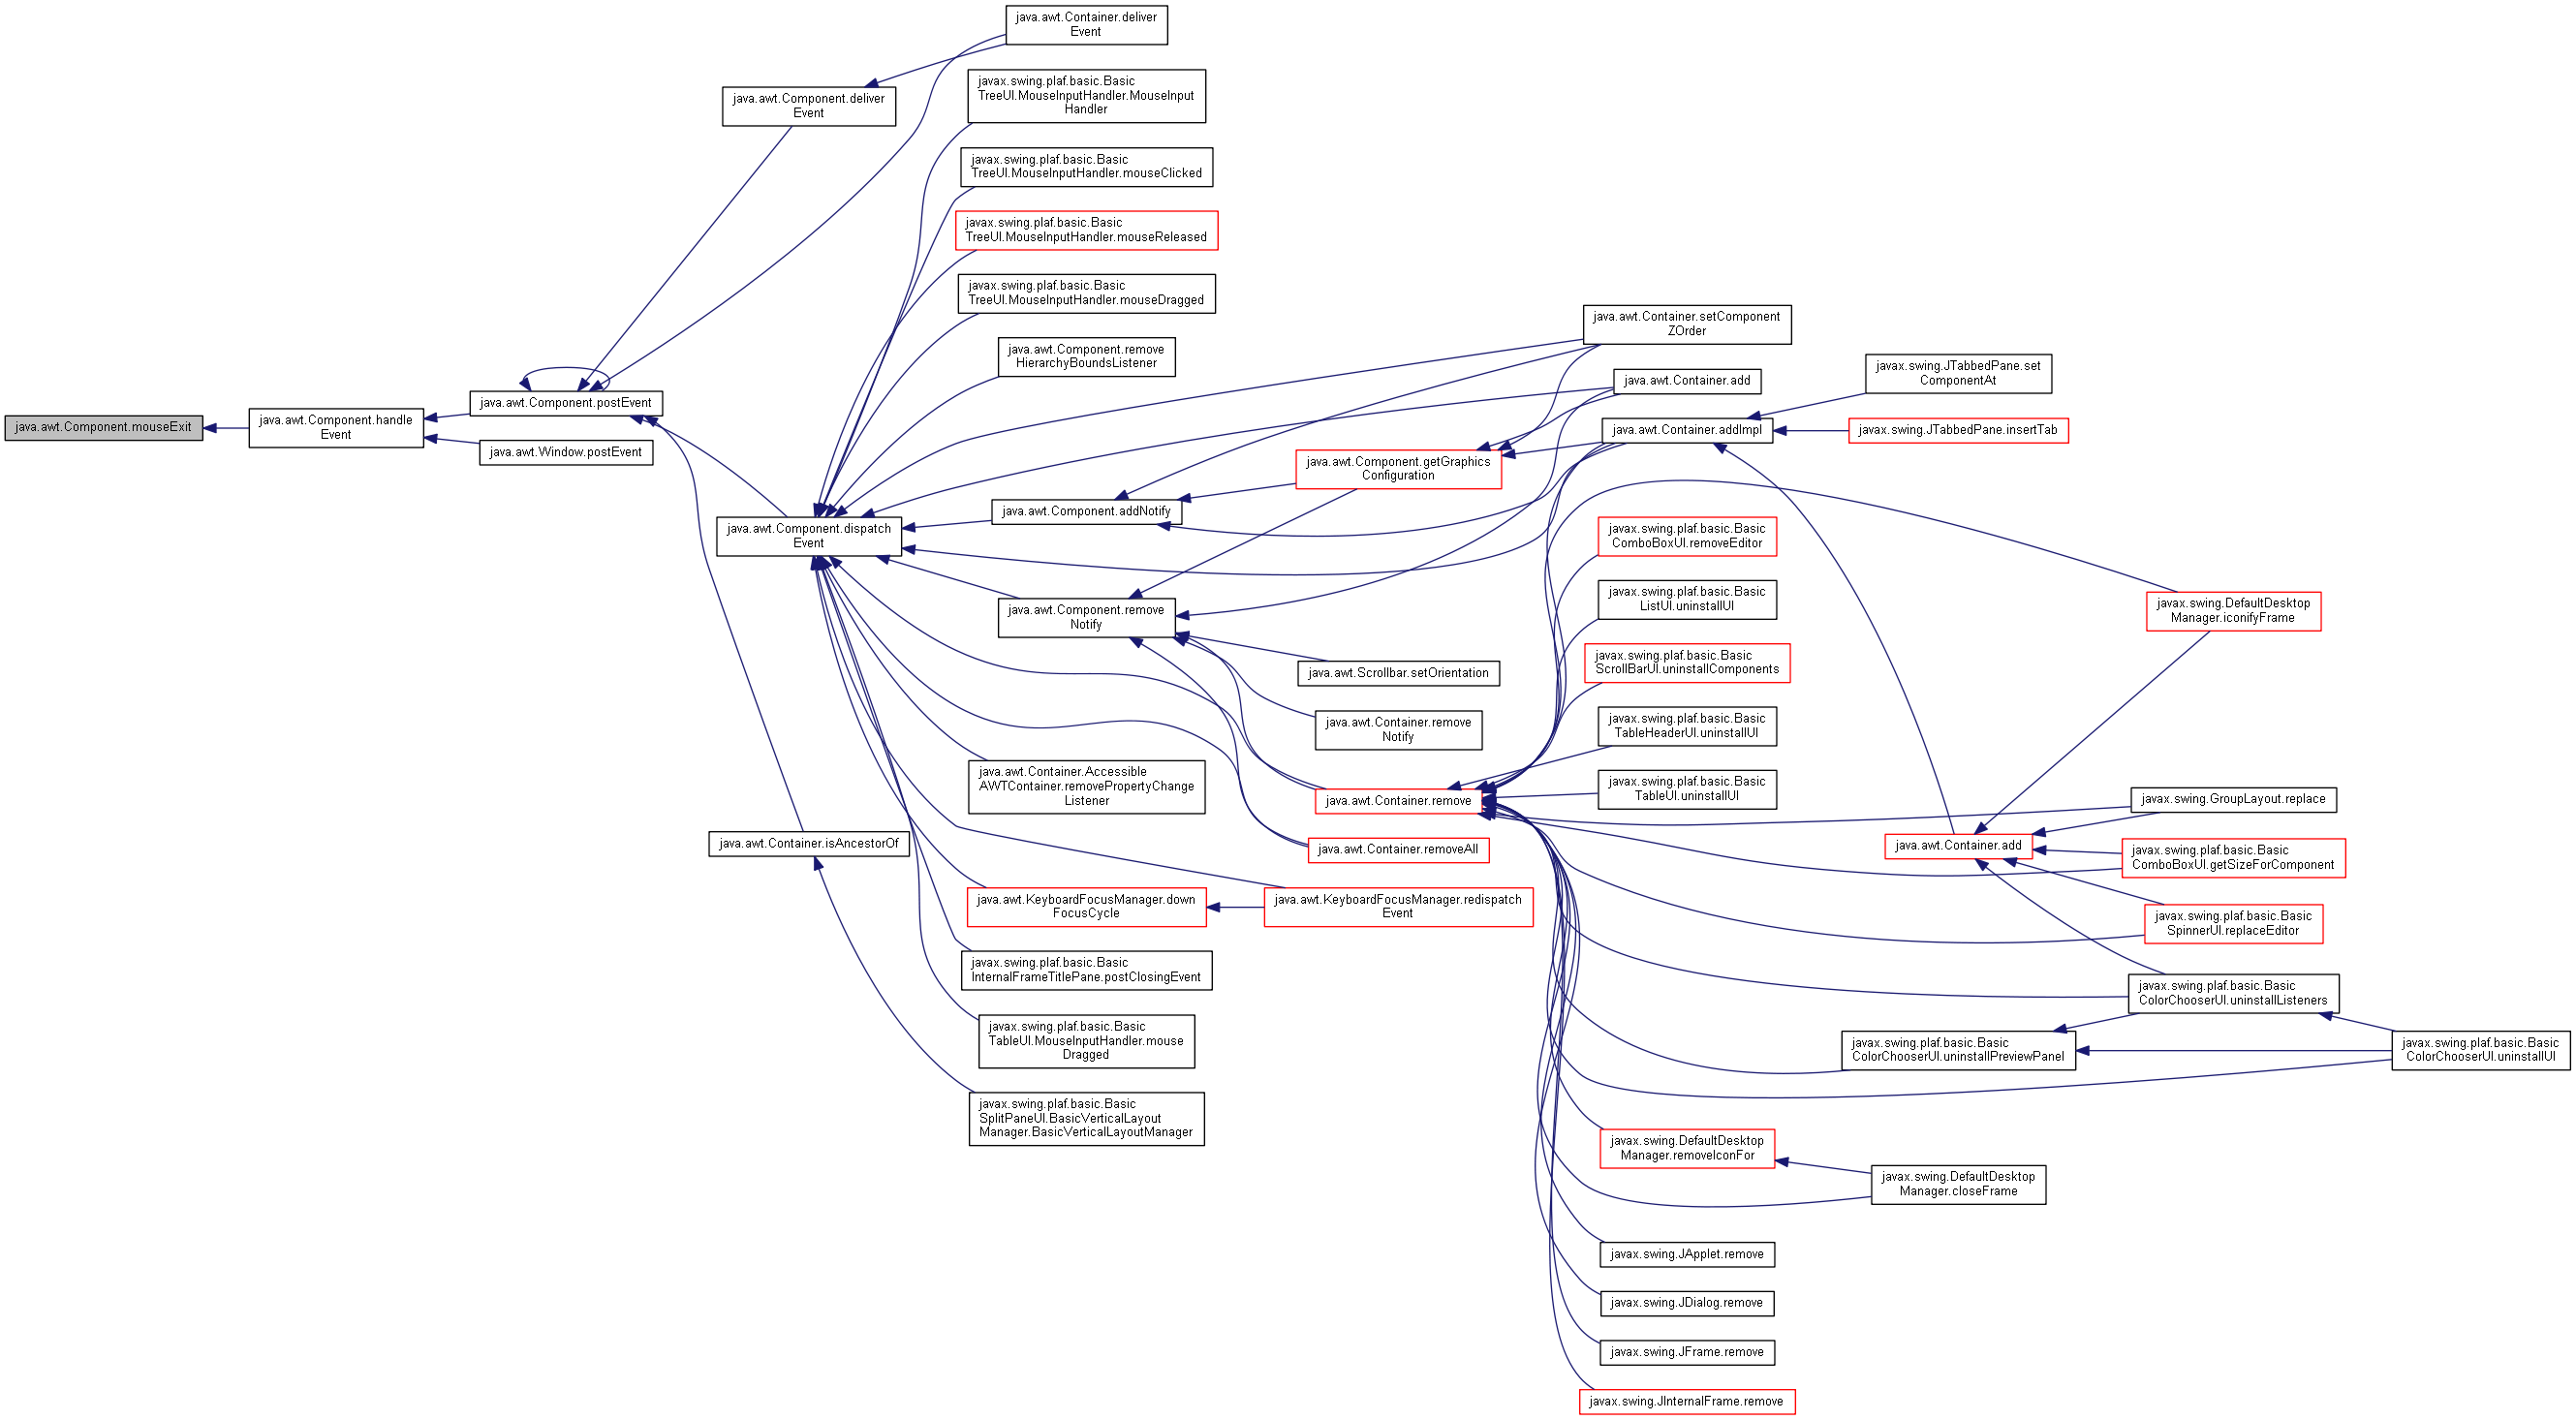 java.awt.Component.mouseExit
java.awt.Component.handle
Event
java.awt.Component.postEvent
java.awt.Window.postEvent
java.awt.Component.deliver
Event
java.awt.Component.dispatch
Event
java.awt.Container.isAncestorOf
java.awt.Container.deliver
Event
javax.swing.plaf.basic.Basic
TreeUI.MouseInputHandler.MouseInput
Handler
javax.swing.plaf.basic.Basic
TreeUI.MouseInputHandler.mouseClicked
javax.swing.plaf.basic.Basic
TreeUI.MouseInputHandler.mouseReleased
javax.swing.plaf.basic.Basic
TreeUI.MouseInputHandler.mouseDragged
java.awt.Component.remove
HierarchyBoundsListener
java.awt.Component.addNotify
java.awt.Component.remove
Notify
java.awt.Container.Accessible
AWTContainer.removePropertyChange
Listener
java.awt.KeyboardFocusManager.down
FocusCycle
javax.swing.plaf.basic.Basic
InternalFrameTitlePane.postClosingEvent
javax.swing.plaf.basic.Basic
TableUI.MouseInputHandler.mouse
Dragged
javax.swing.plaf.basic.Basic
SplitPaneUI.BasicVerticalLayout
Manager.BasicVerticalLayoutManager
java.awt.Component.getGraphics
Configuration
java.awt.Scrollbar.setOrientation
java.awt.Container.remove
Notify
java.awt.Container.remove
java.awt.Container.removeAll
java.awt.KeyboardFocusManager.redispatch
Event
java.awt.Container.setComponent
ZOrder
java.awt.Container.add
java.awt.Container.addImpl
javax.swing.plaf.basic.Basic
ComboBoxUI.removeEditor
javax.swing.plaf.basic.Basic
ListUI.uninstallUI
javax.swing.plaf.basic.Basic
ScrollBarUI.uninstallComponents
javax.swing.plaf.basic.Basic
TableHeaderUI.uninstallUI
javax.swing.plaf.basic.Basic
TableUI.uninstallUI
javax.swing.DefaultDesktop
Manager.removeIconFor
javax.swing.JApplet.remove
javax.swing.JDialog.remove
javax.swing.JFrame.remove
javax.swing.JInternalFrame.remove
javax.swing.JTabbedPane.set
ComponentAt
javax.swing.JTabbedPane.insertTab
java.awt.Container.add
javax.swing.plaf.basic.Basic
ColorChooserUI.uninstallPreviewPanel
javax.swing.DefaultDesktop
Manager.closeFrame
javax.swing.DefaultDesktop
Manager.iconifyFrame
javax.swing.GroupLayout.replace
javax.swing.plaf.basic.Basic
ComboBoxUI.getSizeForComponent
javax.swing.plaf.basic.Basic
SpinnerUI.replaceEditor
javax.swing.plaf.basic.Basic
ColorChooserUI.uninstallListeners
javax.swing.plaf.basic.Basic
ColorChooserUI.uninstallUI